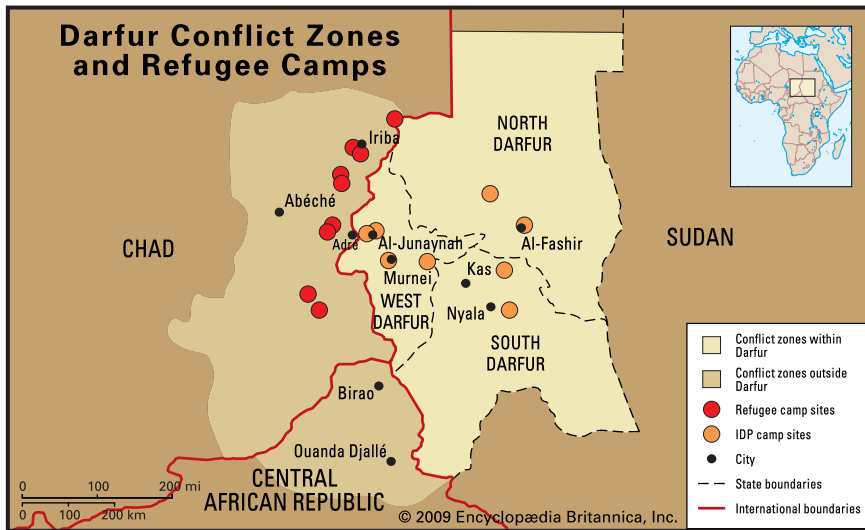 Darfur Conflict Zones
and Refugee Camps
NORTH
DARFUR
Iriba
Abéché
CHAD
Adré
Al-Junaynah
Al-Fashir
SUDAN
Murnei
Kas
WEST
DARFUR
Nyala
SOUTH
DARFUR
Birao
Ouanda Djallé
CENTRAL
AFRICAN REPUBLIC
Conflict zones within
Darfur
Conflict zones outside
Darfur
Refugee camp sites
IDP camp sites
City
State boundaries
International boundaries
0 100 200 mi
0 100 200 km
© 2009 Encyclopædia Britannica, Inc.